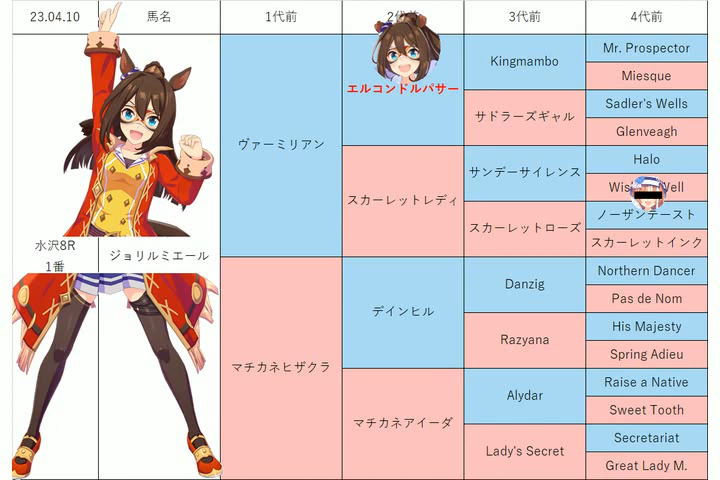 23.04.10 馬名 1代前 3代前 4代前
水沢8R
1番
ジョリルミエール
ヴァーミリアン
エルコンドルパサー
Kingmambo
Mr. Prospector
Miesque
サドラーズギャル
Sadler's Wells
Glenveagh
スカーレットレディ
サンデーサイレンス
Halo
スカーレットローズ
ノーザンテースト
スカーレットインク
マチカネヒザクラ
デインヒル
Danzig
Northern Dancer
Pas de Nom
Razyana
His Majesty
Spring Adieu
マチカネアイーダ
Alydar
Raise a Native
Sweet Tooth
Lady's Secret
Secretariat
Great Lady M.